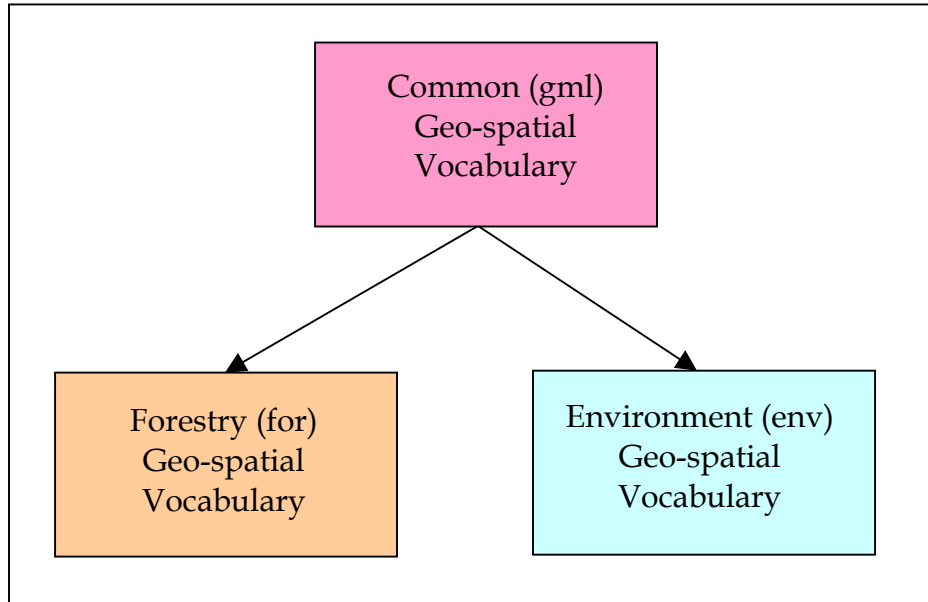 Common (gml)
Geo-spatial
Vocabulary
Forestry (for)
Geo-spatial
Vocabulary
Environment (env)
Geo-spatial
Vocabulary